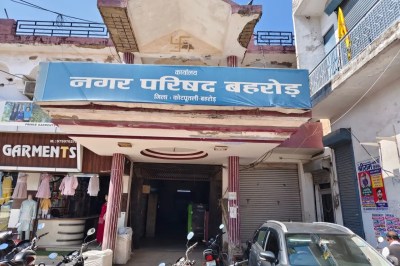 कार्यालय
नगर परिषद बहरोड़
जिला - कोटपूतली बहरोड़
GARMENTS